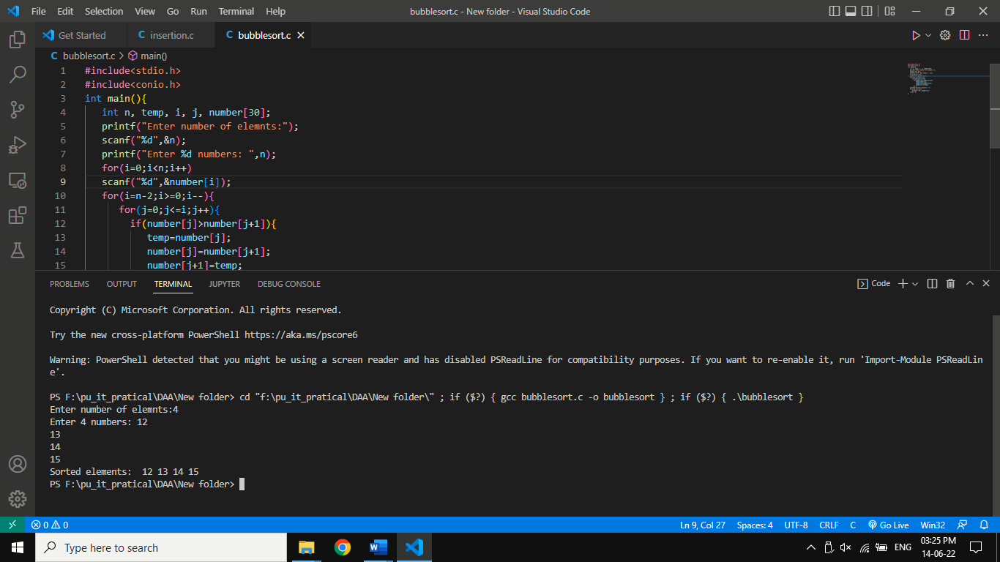 File Edit Selection View Go Run Terminal Help bubblesort.c - New folder - Visual Studio Code
Get Started C insertion.c C bubblesort.c
C bubblesort.c > main()
1 #include<stdio.h>
2 #include<conio.h>
3 int main(){
4 int n, temp, i, j, number[30];
5 printf("Enter number of elemnts:");
6 scanf("%d",&n);
7 printf("Enter %d numbers: ",n);
8 for(i=0;i<n;i++)
9 scanf("%d",&number[i]);
10 for(i=n-2;i>=0;i--){
11 for(j=0;j<=i;j++){
12 if(number[j]>number[j+1]){
13 temp=number[j];
14 number[j]=number[j+1];
15 number[j+1]=temp;
PROBLEMS OUTPUT TERMINAL JUPYTER DEBUG CONSOLE Code
Copyright (C) Microsoft Corporation. All rights reserved.
Try the new cross-platform PowerShell https://aka.ms/pscore6
Warning: PowerShell detected that you might be using a screen reader and has disabled PSReadLine for compatibility purposes. If you want to re-enable it, run 'Import-Module PSReadLin
e'.
PS F:\pu_it_pratical\DAA\New folder> cd "f:\pu_it_pratical\DAA\New folder\" ; if ($?) { gcc bubblesort.c -o bubblesort } ; if ($?) { .\bubblesort }
Enter number of elemnts:4
Enter 4 numbers: 12
13
14
15
Sorted elements:  12 13 14 15
PS F:\pu_it_pratical\DAA\New folder>
0 0 Ln 9, Col 27 Spaces: 4 UTF-8 CRLF C Go Live Win32
Type here to search ENG 03:25 PM
14-06-22